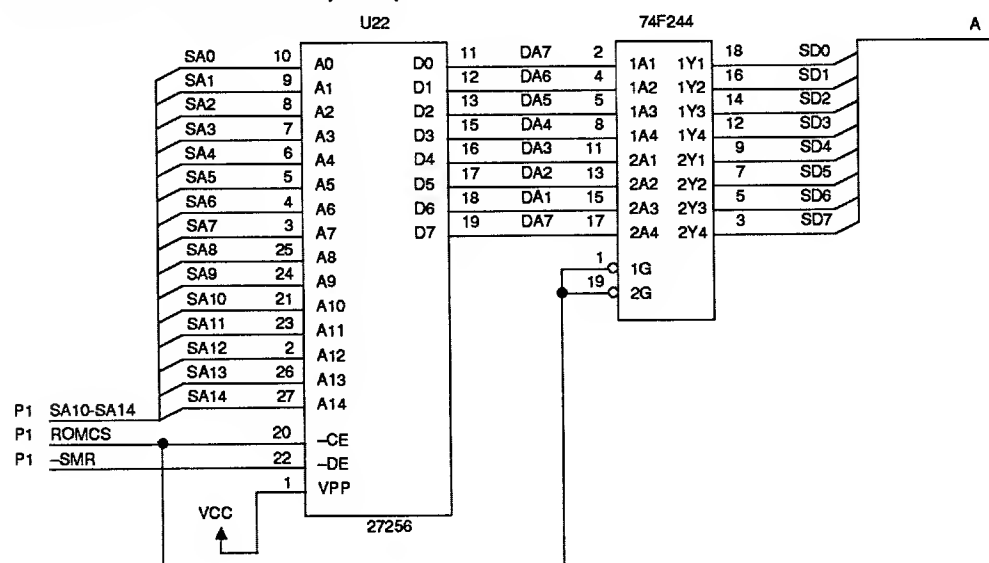 U22 74F244 A
SA0 10 A0 D0 11 DA7 2 1A1 1Y1 18 SD0
SA1 9 A1 D1 12 DA6 4 1A2 1Y2 16 SD1
SA2 8 A2 D2 13 DA5 5 1A3 1Y3 14 SD2
SA3 7 A3 D3 15 DA4 8 1A4 1Y4 12 SD3
SA4 6 A4 D4 16 DA3 11 2A1 2Y1 9 SD4
SA5 5 A5 D5 17 DA2 13 2A2 2Y2 7 SD5
SA6 4 A6 D6 18 DA1 15 2A3 2Y3 5 SD6
SA7 3 A7 D7 19 DA7 17 2A4 2Y4 3 SD7
SA8 25 A8 1 1G
SA9 24 A9 19 2G
SA10 21 A10
SA11 23 A11
SA12 2 A12
SA13 26 A13
SA14 27 A14
P1 SA10-SA14
P1 ROMCS 20 –CE
P1 –SMR 22 –DE
1 VPP
VCC
27256